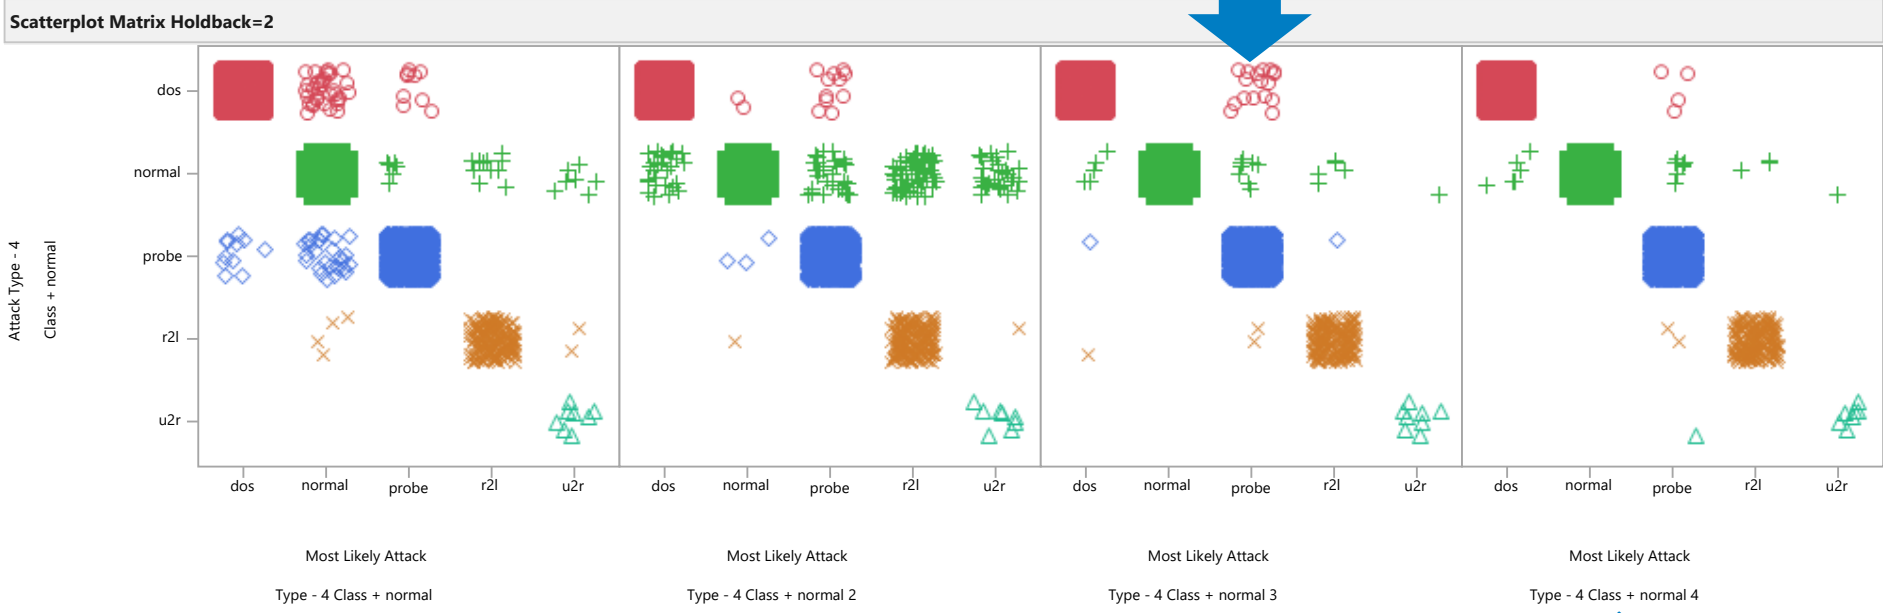 Scatterplot Matrix Holdback=2
dos
normal
probe
r2l
u2r
Attack Type - 4
Class + normal
dos normal probe r2l u2r dos normal probe r2l u2r dos normal probe r2l u2r dos normal probe r2l u2r
Most Likely Attack Most Likely Attack Most Likely Attack Most Likely Attack
Type - 4 Class + normal Type - 4 Class + normal 2 Type - 4 Class + normal 3 Type - 4 Class + normal 4